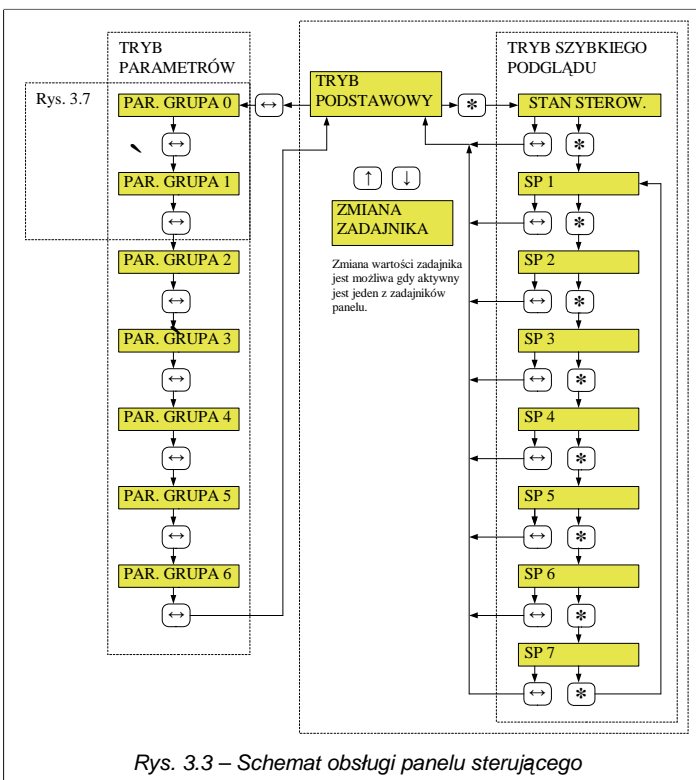 TRYB
PARAMETRÓW
Rys. 3.7
PAR. GRUPA 0
↔
PAR. GRUPA 1
↔
PAR. GRUPA 2
↔
PAR. GRUPA 3
↔
PAR. GRUPA 4
↔
PAR. GRUPA 5
↔
PAR. GRUPA 6
↔
↔
TRYB
PODSTAWOWY
*
↑ ↓
ZMIANA
ZADAJNIKA
Zmiana wartości zadajnika
jest możliwa gdy aktywny
jest jeden z zadajników
panelu.
TRYB SZYBKIEGO
PODGLĄDU
STAN STEROW.
↔ *
SP 1
↔ *
SP 2
↔ *
SP 3
↔ *
SP 4
↔ *
SP 5
↔ *
SP 6
↔ *
SP 7
↔ *
Rys. 3.3 – Schemat obsługi panelu sterującego